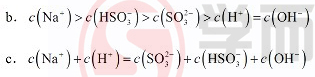 b. c(Na⁺)>c(HSO₃⁻)>c(SO₃²⁻)>c(H⁺)=c(OH⁻)
c. c(Na⁺)+c(H⁺)=c(SO₃²⁻)+c(HSO₃⁻)+c(OH⁻)